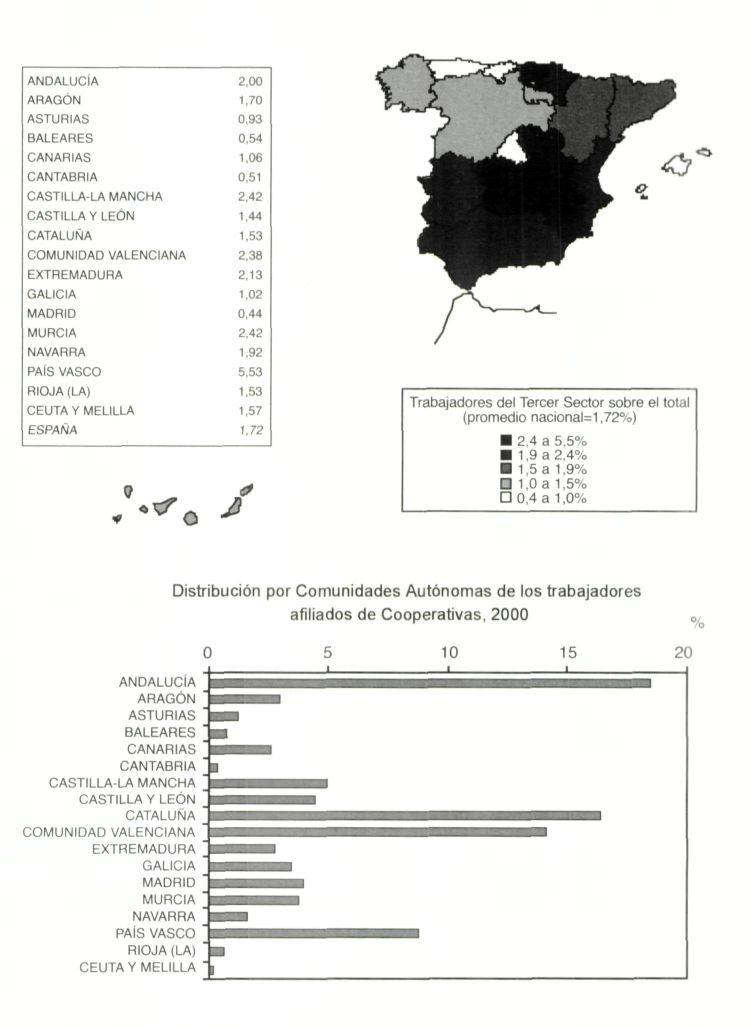 ANDALUCÍA 2,00
ARAGÓN 1,70
ASTURIAS 0,93
BALEARES 0,54
CANARIAS 1,06
CANTABRIA 0,51
CASTILLA-LA MANCHA 2,42
CASTILLA Y LEÓN 1,44
CATALUÑA 1,53
COMUNIDAD VALENCIANA 2,38
EXTREMADURA 2,13
GALICIA 1,02
MADRID 0,44
MURCIA 2,42
NAVARRA 1,92
PAÍS VASCO 5,53
RIOJA (LA) 1,53
CEUTA Y MELILLA 1,57
ESPAÑA 1,72
Trabajadores del Tercer Sector sobre el total
(promedio nacional=1,72%)
2,4 a 5,5%
1,9 a 2,4%
1,5 a 1,9%
1,0 a 1,5%
0,4 a 1,0%
Distribución por Comunidades Autónomas de los trabajadores
afiliados de Cooperativas, 2000
%
0 5 10 15 20
ANDALUCÍA
ARAGÓN
ASTURIAS
BALEARES
CANARIAS
CANTABRIA
CASTILLA-LA MANCHA
CASTILLA Y LEÓN
CATALUÑA
COMUNIDAD VALENCIANA
EXTREMADURA
GALICIA
MADRID
MURCIA
NAVARRA
PAÍS VASCO
RIOJA (LA)
CEUTA Y MELILLA